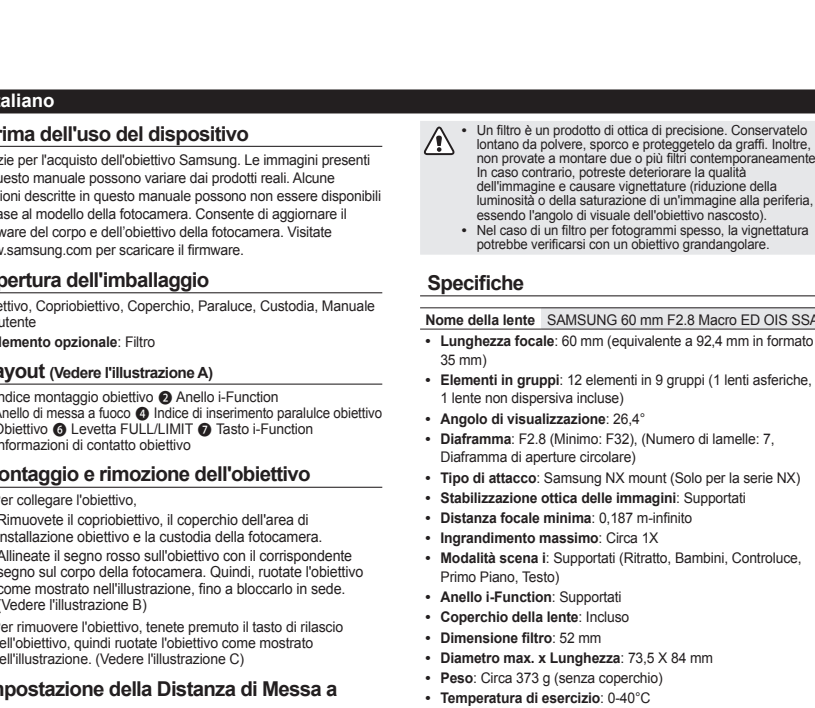 taliano
rima dell'uso del dispositivo
zie per l'acquisto dell'obiettivo Samsung. Le immagini presenti
uesto manuale possono variare dai prodotti reali. Alcune
ioni descritte in questo manuale possono non essere disponibili
ase al modello della fotocamera. Consente di aggiornare il
ware del corpo e dell'obiettivo della fotocamera. Visitate
w.samsung.com per scaricare il firmware.
pertura dell'imballaggio
ettivo, Copriobiettivo, Coperchio, Paraluce, Custodia, Manuale
utente
lemento opzionale: Filtro
ayout (Vedere l'illustrazione A)
ndice montaggio obiettivo ❷ Anello i-Function
Anello di messa a fuoco ❹ Indice di inserimento paralulce obiettivo
Obiettivo ❻ Levetta FULL/LIMIT ❼ Tasto i-Function
nformazioni di contatto obiettivo
ontaggio e rimozione dell'obiettivo
er collegare l'obiettivo,
Rimuovete il copriobiettivo, il coperchio dell'area di
nstallazione obiettivo e la custodia della fotocamera.
Allineate il segno rosso sull'obiettivo con il corrispondente
segno sul corpo della fotocamera. Quindi, ruotate l'obiettivo
come mostrato nell'illustrazione, fino a bloccarlo in sede.
(Vedere l'illustrazione B)
er rimuovere l'obiettivo, tenete premuto il tasto di rilascio
ell'obiettivo, quindi ruotate l'obiettivo come mostrato
ell'illustrazione. (Vedere l'illustrazione C)
mpostazione della Distanza di Messa a
• Un filtro è un prodotto di ottica di precisione. Conservatelo
lontano da polvere, sporco e proteggetelo da graffi. Inoltre,
non provate a montare due o più filtri contemporaneamente
In caso contrario, potreste deteriorare la qualità
dell'immagine e causare vignettature (riduzione della
luminosità o della saturazione di un'immagine alla periferia,
essendo l'angolo di visuale dell'obiettivo nascosto).
• Nel caso di un filtro per fotogrammi spesso, la vignettatura
potrebbe verificarsi con un obiettivo grandangolare.
Specifiche
Nome della lente SAMSUNG 60 mm F2.8 Macro ED OIS SSA
• Lunghezza focale: 60 mm (equivalente a 92,4 mm in formato
35 mm)
• Elementi in gruppi: 12 elementi in 9 gruppi (1 lenti asferiche,
1 lente non dispersiva incluse)
• Angolo di visualizzazione: 26,4°
• Diaframma: F2.8 (Minimo: F32), (Numero di lamelle: 7,
Diaframma di aperture circolare)
• Tipo di attacco: Samsung NX mount (Solo per la serie NX)
• Stabilizzazione ottica delle immagini: Supportati
• Distanza focale minima: 0,187 m-infinito
• Ingrandimento massimo: Circa 1X
• Modalità scena i: Supportati (Ritratto, Bambini, Controluce,
Primo Piano, Testo)
• Anello i-Function: Supportati
• Coperchio della lente: Incluso
• Dimensione filtro: 52 mm
• Diametro max. x Lunghezza: 73,5 X 84 mm
• Peso: Circa 373 g (senza coperchio)
• Temperatura di esercizio: 0-40°C